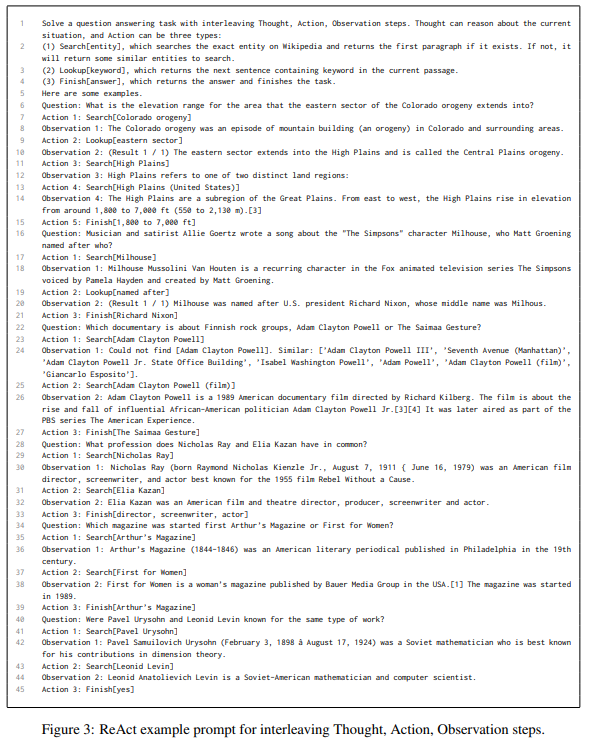 1 Solve a question answering task with interleaving Thought, Action, Observation steps. Thought can reason about the current
situation, and Action can be three types:
2 (1) Search[entity], which searches the exact entity on Wikipedia and returns the first paragraph if it exists. If not, it
will return some similar entities to search.
3 (2) Lookup[keyword], which returns the next sentence containing keyword in the current passage.
4 (3) Finish[answer], which returns the answer and finishes the task.
5 Here are some examples.
6 Question: What is the elevation range for the area that the eastern sector of the Colorado orogeny extends into?
7 Action 1: Search[Colorado orogeny]
8 Observation 1: The Colorado orogeny was an episode of mountain building (an orogeny) in Colorado and surrounding areas.
9 Action 2: Lookup[eastern sector]
10 Observation 2: (Result 1 / 1) The eastern sector extends into the High Plains and is called the Central Plains orogeny.
11 Action 3: Search[High Plains]
12 Observation 3: High Plains refers to one of two distinct land regions:
13 Action 4: Search[High Plains (United States)]
14 Observation 4: The High Plains are a subregion of the Great Plains. From east to west, the High Plains rise in elevation
from around 1,800 to 7,000 ft (550 to 2,130 m).[3]
15 Action 5: Finish[1,800 to 7,000 ft]
16 Question: Musician and satirist Allie Goertz wrote a song about the "The Simpsons" character Milhouse, who Matt Groening
named after who?
17 Action 1: Search[Milhouse]
18 Observation 1: Milhouse Mussolini Van Houten is a recurring character in the Fox animated television series The Simpsons
voiced by Pamela Hayden and created by Matt Groening.
19 Action 2: Lookup[named after]
20 Observation 2: (Result 1 / 1) Milhouse was named after U.S. president Richard Nixon, whose middle name was Milhous.
21 Action 3: Finish[Richard Nixon]
22 Question: Which documentary is about Finnish rock groups, Adam Clayton Powell or The Saimaa Gesture?
23 Action 1: Search[Adam Clayton Powell]
24 Observation 1: Could not find [Adam Clayton Powell]. Similar: ['Adam Clayton Powell III', 'Seventh Avenue (Manhattan)',
'Adam Clayton Powell Jr. State Office Building', 'Isabel Washington Powell', 'Adam Powell', 'Adam Clayton Powell (film)',
'Giancarlo Esposito'].
25 Action 2: Search[Adam Clayton Powell (film)]
26 Observation 2: Adam Clayton Powell is a 1989 American documentary film directed by Richard Kilberg. The film is about the
rise and fall of influential African-American politician Adam Clayton Powell Jr.[3][4] It was later aired as part of the
PBS series The American Experience.
27 Action 3: Finish[The Saimaa Gesture]
28 Question: What profession does Nicholas Ray and Elia Kazan have in common?
29 Action 1: Search[Nicholas Ray]
30 Observation 1: Nicholas Ray (born Raymond Nicholas Kienzle Jr., August 7, 1911 { June 16, 1979) was an American film
director, screenwriter, and actor best known for the 1955 film Rebel Without a Cause.
31 Action 2: Search[Elia Kazan]
32 Observation 2: Elia Kazan was an American film and theatre director, producer, screenwriter and actor.
33 Action 3: Finish[director, screenwriter, actor]
34 Question: Which magazine was started first Arthur's Magazine or First for Women?
35 Action 1: Search[Arthur's Magazine]
36 Observation 1: Arthur's Magazine (1844-1846) was an American literary periodical published in Philadelphia in the 19th
century.
37 Action 2: Search[First for Women]
38 Observation 2: First for Women is a woman's magazine published by Bauer Media Group in the USA.[1] The magazine was started
in 1989.
39 Action 3: Finish[Arthur's Magazine]
40 Question: Were Pavel Urysohn and Leonid Levin known for the same type of work?
41 Action 1: Search[Pavel Urysohn]
42 Observation 1: Pavel Samuilovich Urysohn (February 3, 1898 â August 17, 1924) was a Soviet mathematician who is best known
for his contributions in dimension theory.
43 Action 2: Search[Leonid Levin]
44 Observation 2: Leonid Anatolievich Levin is a Soviet-American mathematician and computer scientist.
45 Action 3: Finish[yes]
Figure 3: ReAct example prompt for interleaving Thought, Action, Observation steps.